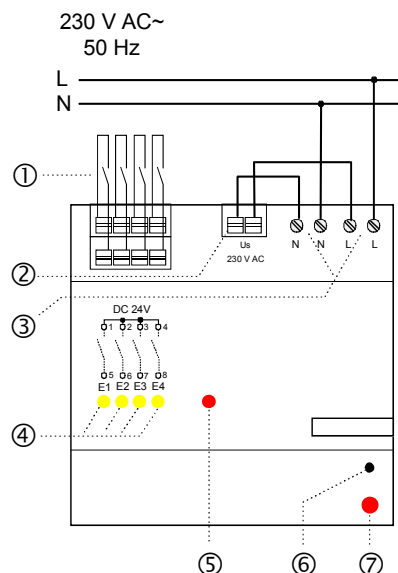 230 V AC~
50 Hz
L
N
①
②
Us
230 V AC
N N L L
③
DC 24V
1 2 3 4
5 6 7 8
E1 E2 E3 E4
④
⑤ ⑥ ⑦